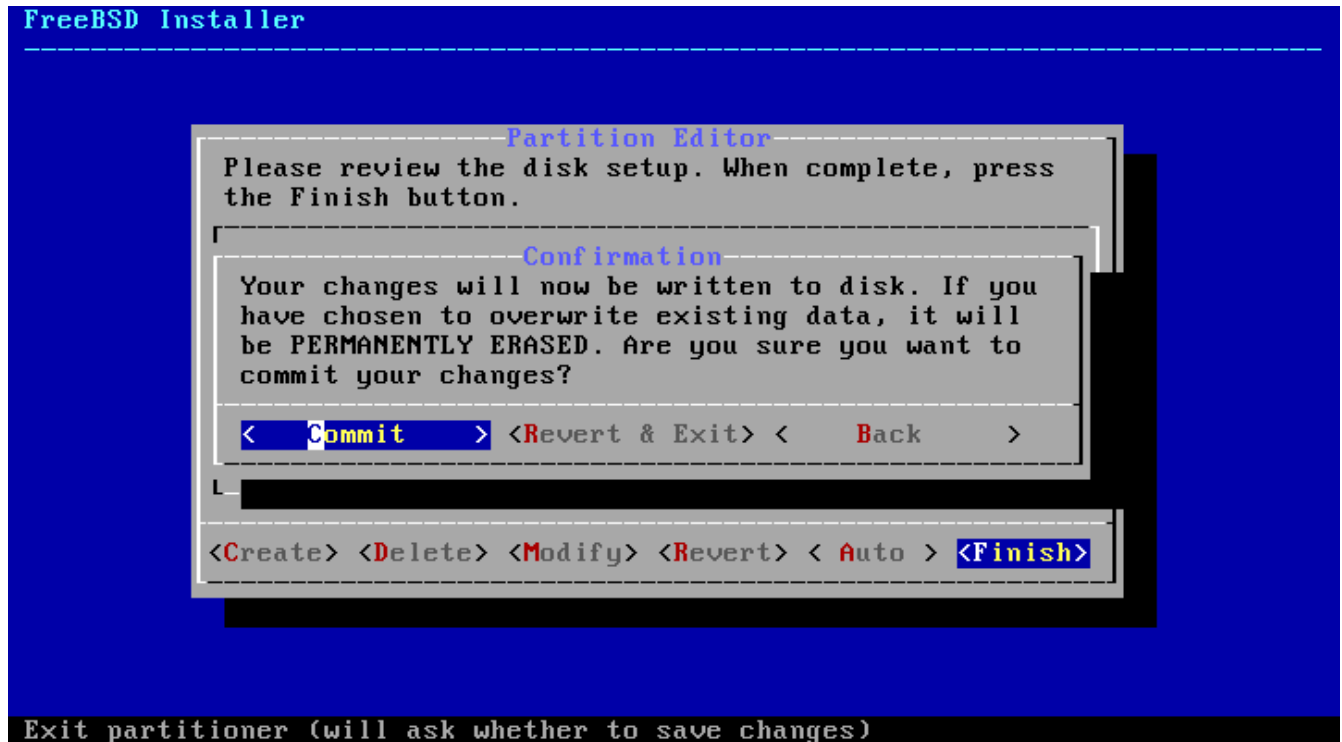 FreeBSD Installer
Partition Editor
Please review the disk setup. When complete, press
the Finish button.
Confirmation
Your changes will now be written to disk. If you
have chosen to overwrite existing data, it will
be PERMANENTLY ERASED. Are you sure you want to
commit your changes?
< Commit > <Revert & Exit> < Back >
<Create> <Delete> <Modify> <Revert> < Auto > <Finish>
Exit partitioner (will ask whether to save changes)